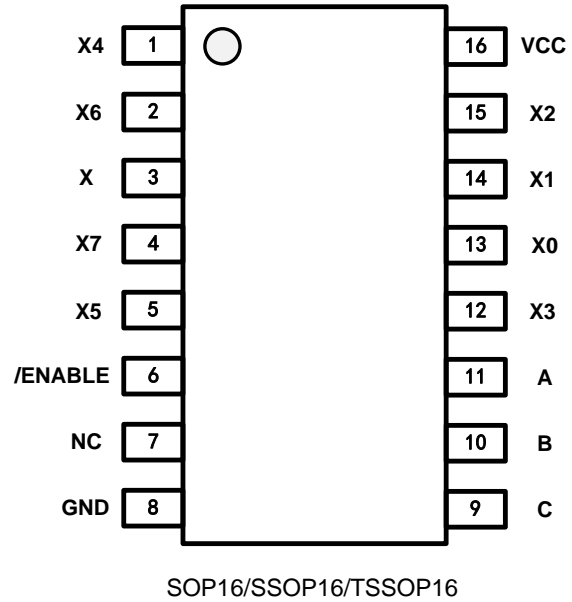 X4 1 16 VCC
X6 2 15 X2
X 3 14 X1
X7 4 13 X0
X5 5 12 X3
/ENABLE 6 11 A
NC 7 10 B
GND 8 9 C
SOP16/SSOP16/TSSOP16